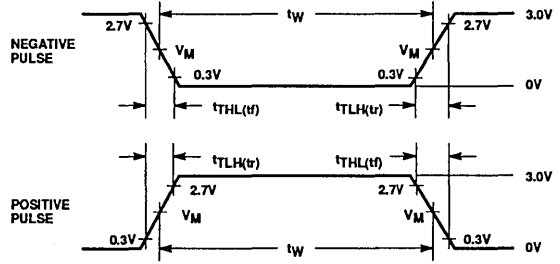 tW
2.7V
VM
0.3V
tTHL(tf)
NEGATIVE
PULSE
VM
0.3V
tTLH(tr)
2.7V
3.0V
0V
tTLH(tr)
2.7V
VM
0.3V
POSITIVE
PULSE
tW
tTHL(tf)
2.7V
VM
0.3V
3.0V
0V